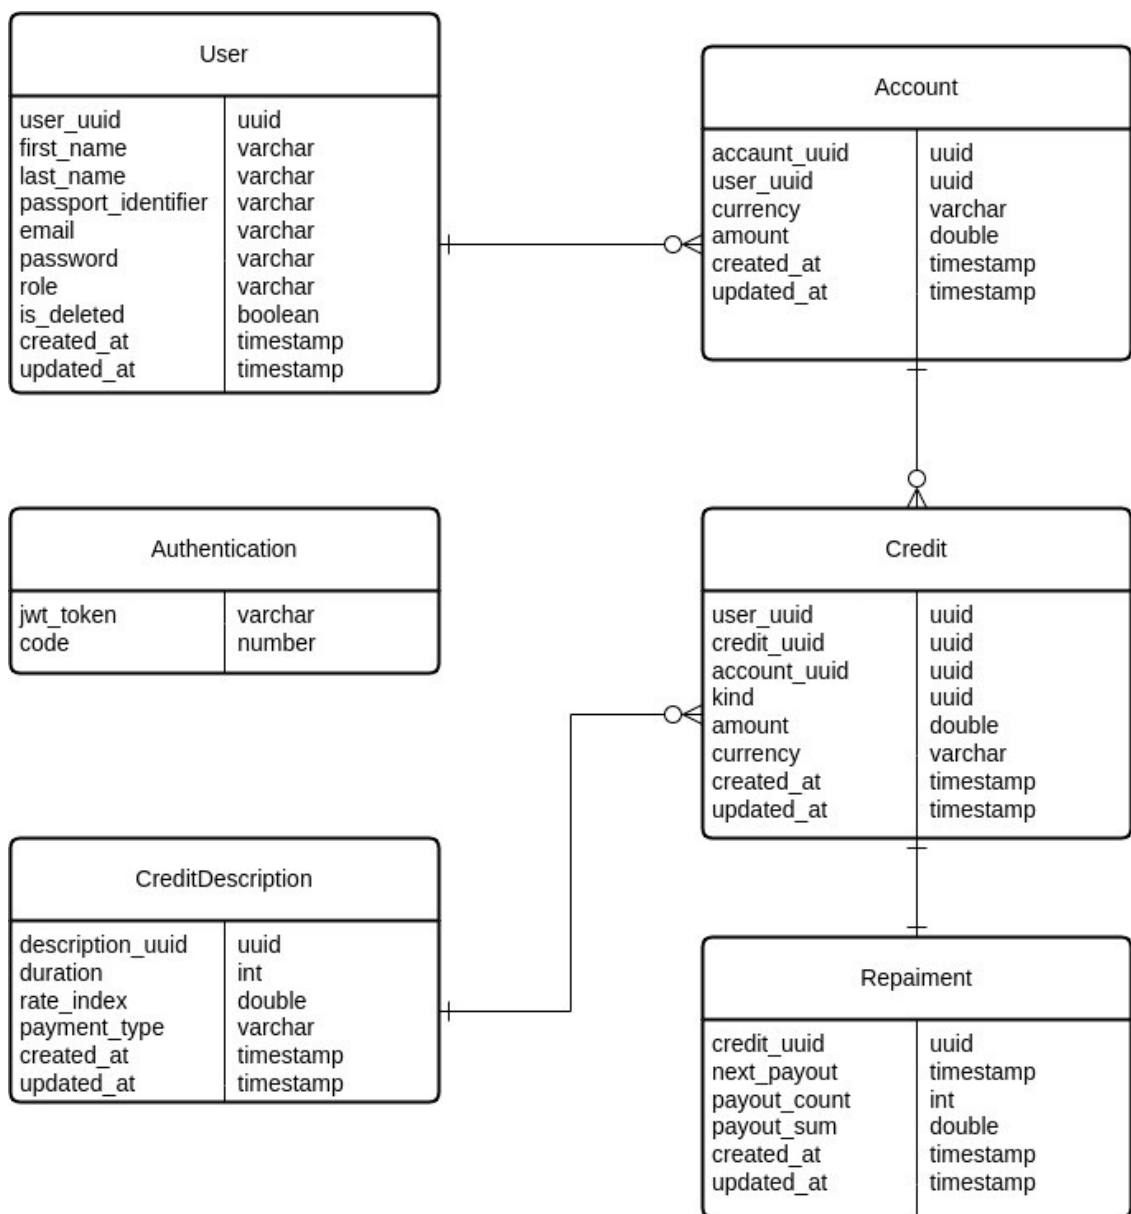 User
user_uuid uuid
first_name varchar
last_name varchar
passport_identifier varchar
email varchar
password varchar
role varchar
is_deleted boolean
created_at timestamp
updated_at timestamp
Account
accaunt_uuid uuid
user_uuid uuid
currency varchar
amount double
created_at timestamp
updated_at timestamp
Authentication
jwt_token varchar
code number
Credit
user_uuid uuid
credit_uuid uuid
account_uuid uuid
kind uuid
amount double
currency varchar
created_at timestamp
updated_at timestamp
CreditDescription
description_uuid uuid
duration int
rate_index double
payment_type varchar
created_at timestamp
updated_at timestamp
Repaiment
credit_uuid uuid
next_payout timestamp
payout_count int
payout_sum double
created_at timestamp
updated_at timestamp